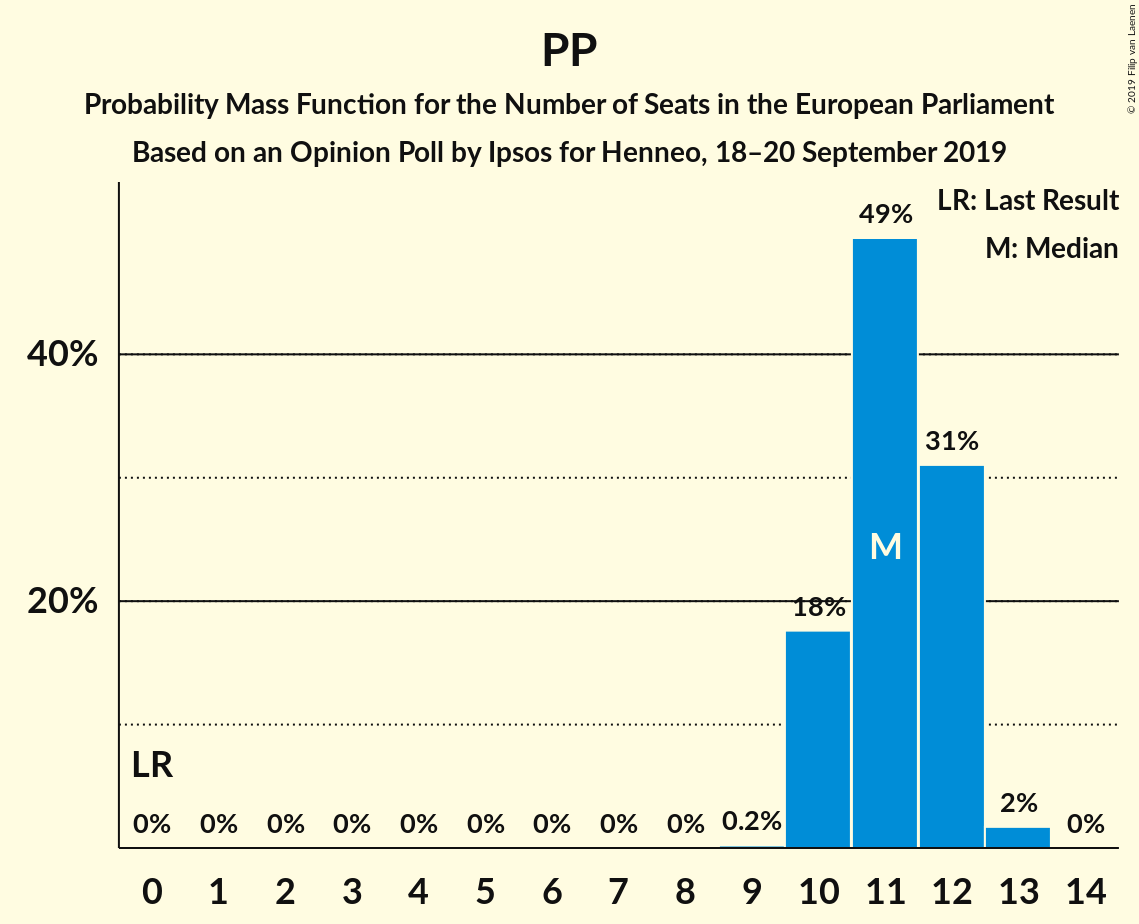 PP
Probability Mass Function for the Number of Seats in the European Parliament
Based on an Opinion Poll by Ipsos for Henneo, 18–20 September 2019
© 2019 Filip van Laenen
LR: Last Result
M: Median
49%
40%
31%
M
20%
18%
LR
0% 0% 0% 0% 0% 0% 0% 0% 0% 0.2% 2% 0%
0 1 2 3 4 5 6 7 8 9 10 11 12 13 14